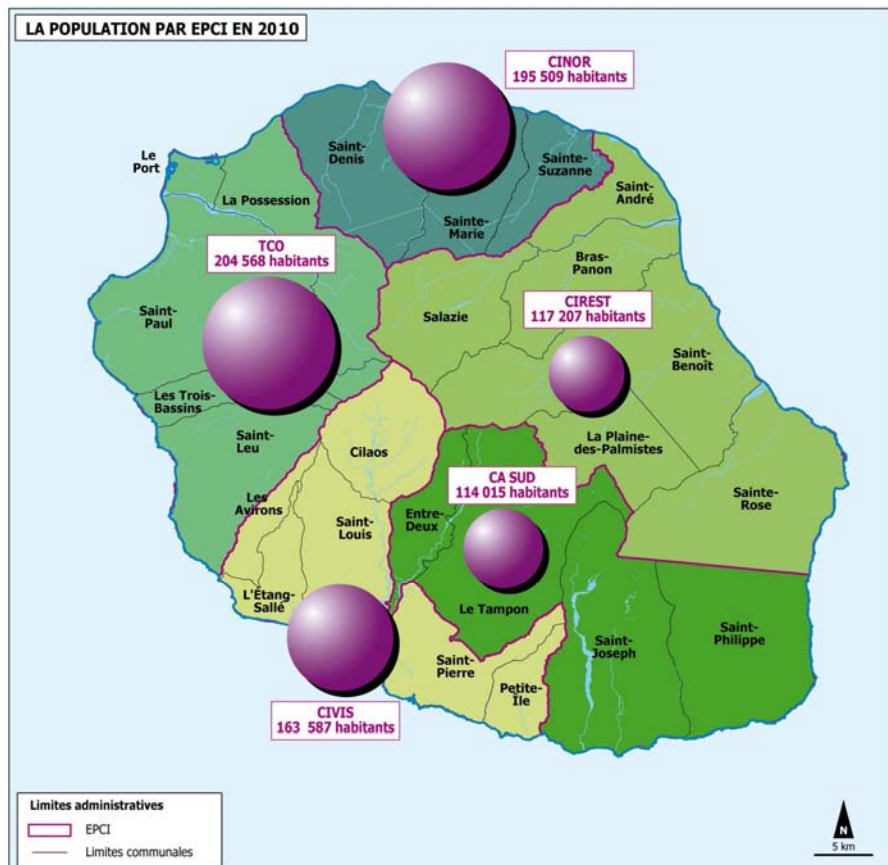 LA POPULATION PAR EPCI EN 2010
CINOR
195 509 habitants
Saint-
Denis
Sainte-
Suzanne
Sainte-
Marie
Le
Port
La Possession
Saint-
André
TCO
204 568 habitants
Bras-
Panon
Salazie
CIREST
117 207 habitants
Saint-
Paul
Saint-
Benoît
Les Trois-
Bassins
Saint-
Leu
Cilaos
La Plaine-
des-Palmistes
CA SUD
114 015 habitants
Sainte-
Rose
Les
Avirons
Saint-
Louis
Entre-
Deux
L'Étang-
Sallé
Le Tampon
Saint-
Joseph
Saint-
Philippe
Saint-
Pierre
Petite-
Île
CIVIS
163 587 habitants
Limites administratives
EPCI
Limites communales
N
5 km